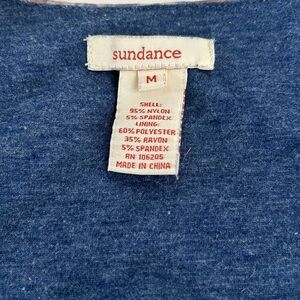 sundance
M
SHELL:
95% NYLON
5% SPANDEX
LINING:
60% POLYESTER
35% RAYON
5% SPANDEX
RN 106205
MADE IN CHINA